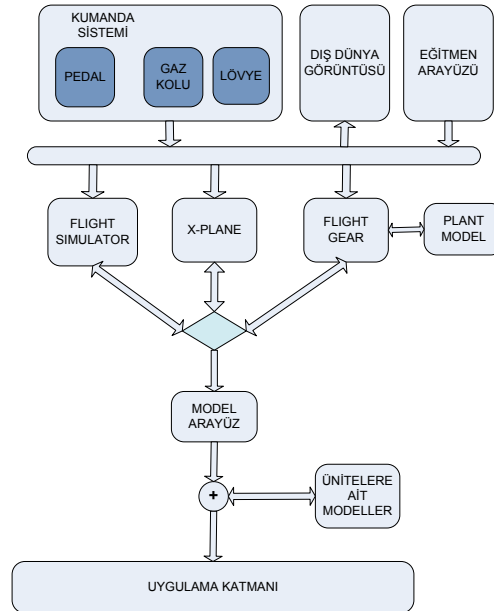 KUMANDA
SİSTEMİ
PEDAL
GAZ
KOLU
LÖVYE
DIŞ DÜNYA
GÖRÜNTÜSÜ
EĞİTMEN
ARAYÜZÜ
FLIGHT
SIMULATOR
X-PLANE
FLIGHT
GEAR
PLANT
MODEL
MODEL
ARAYÜZ
+
ÜNİTELERE
AİT
MODELLER
UYGULAMA KATMANI